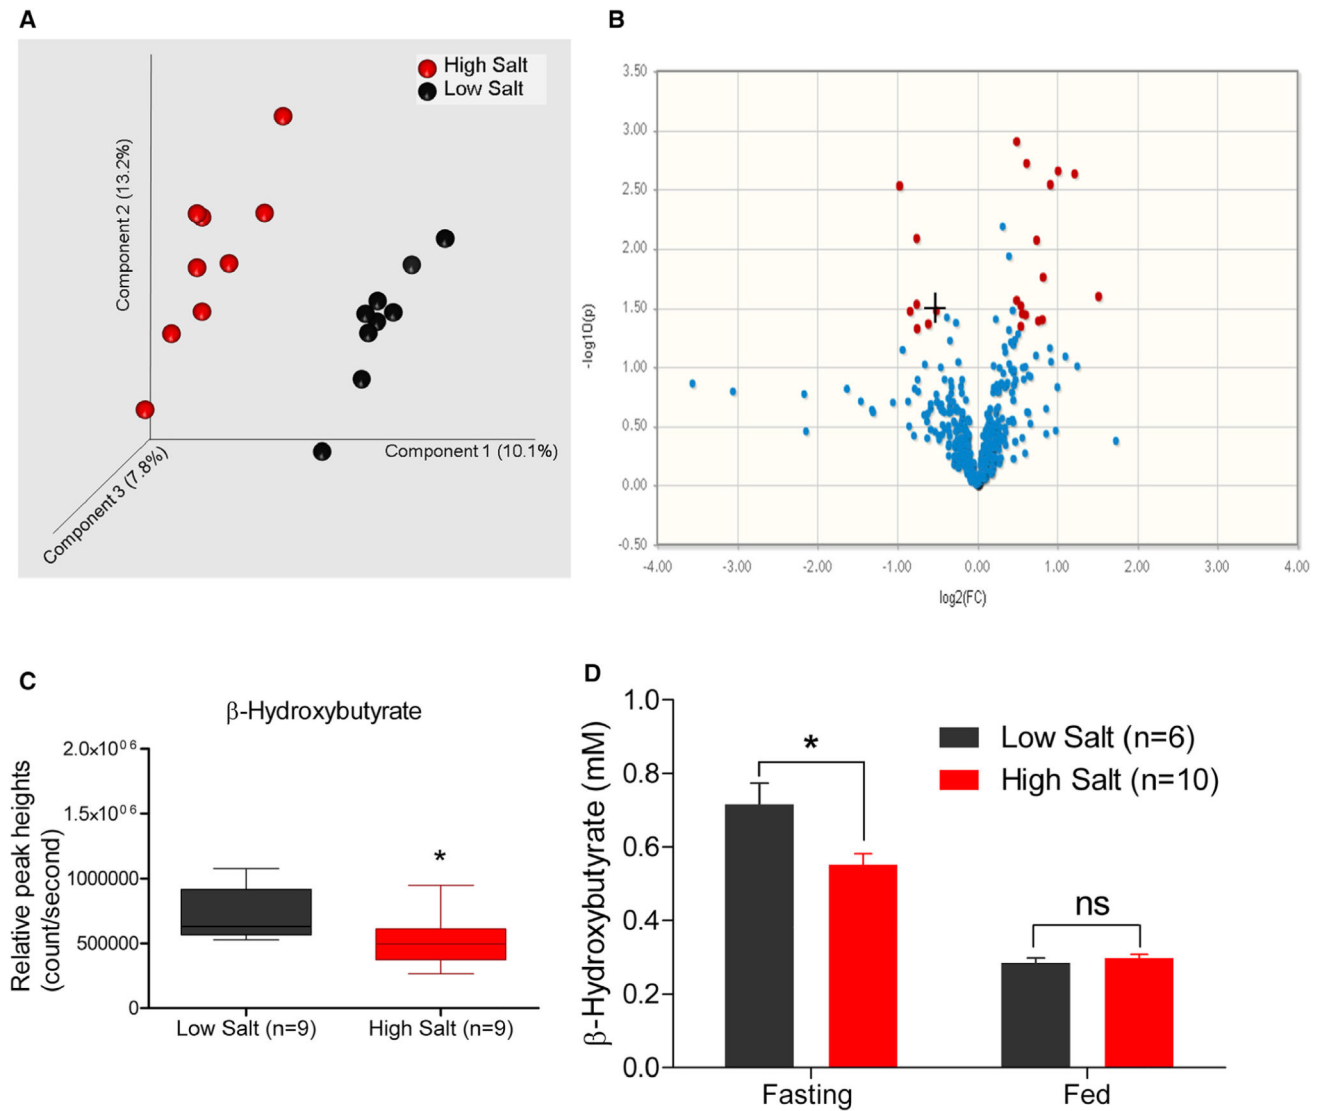 A
High Salt
Low Salt
Component 2 (13.2%)
Component 1 (10.1%)
Component 3 (7.8%)
B
3.50
3.00
2.50
2.00
1.50
1.00
0.50
0.00
-0.50
-log10(p)
-4.00 -3.00 -2.00 -1.00 0.00 1.00 2.00 3.00 4.00
log2(FC)
C
β-Hydroxybutyrate
Relative peak heights
(count/second)
2.0x10⁰⁶
1.5x10⁰⁶
1000000
500000
0
*
Low Salt (n=9) High Salt (n=9)
D
β-Hydroxybutyrate (mM)
1.0
0.8
0.6
0.4
0.2
0.0
Low Salt (n=6)
High Salt (n=10)
*
ns
Fasting Fed